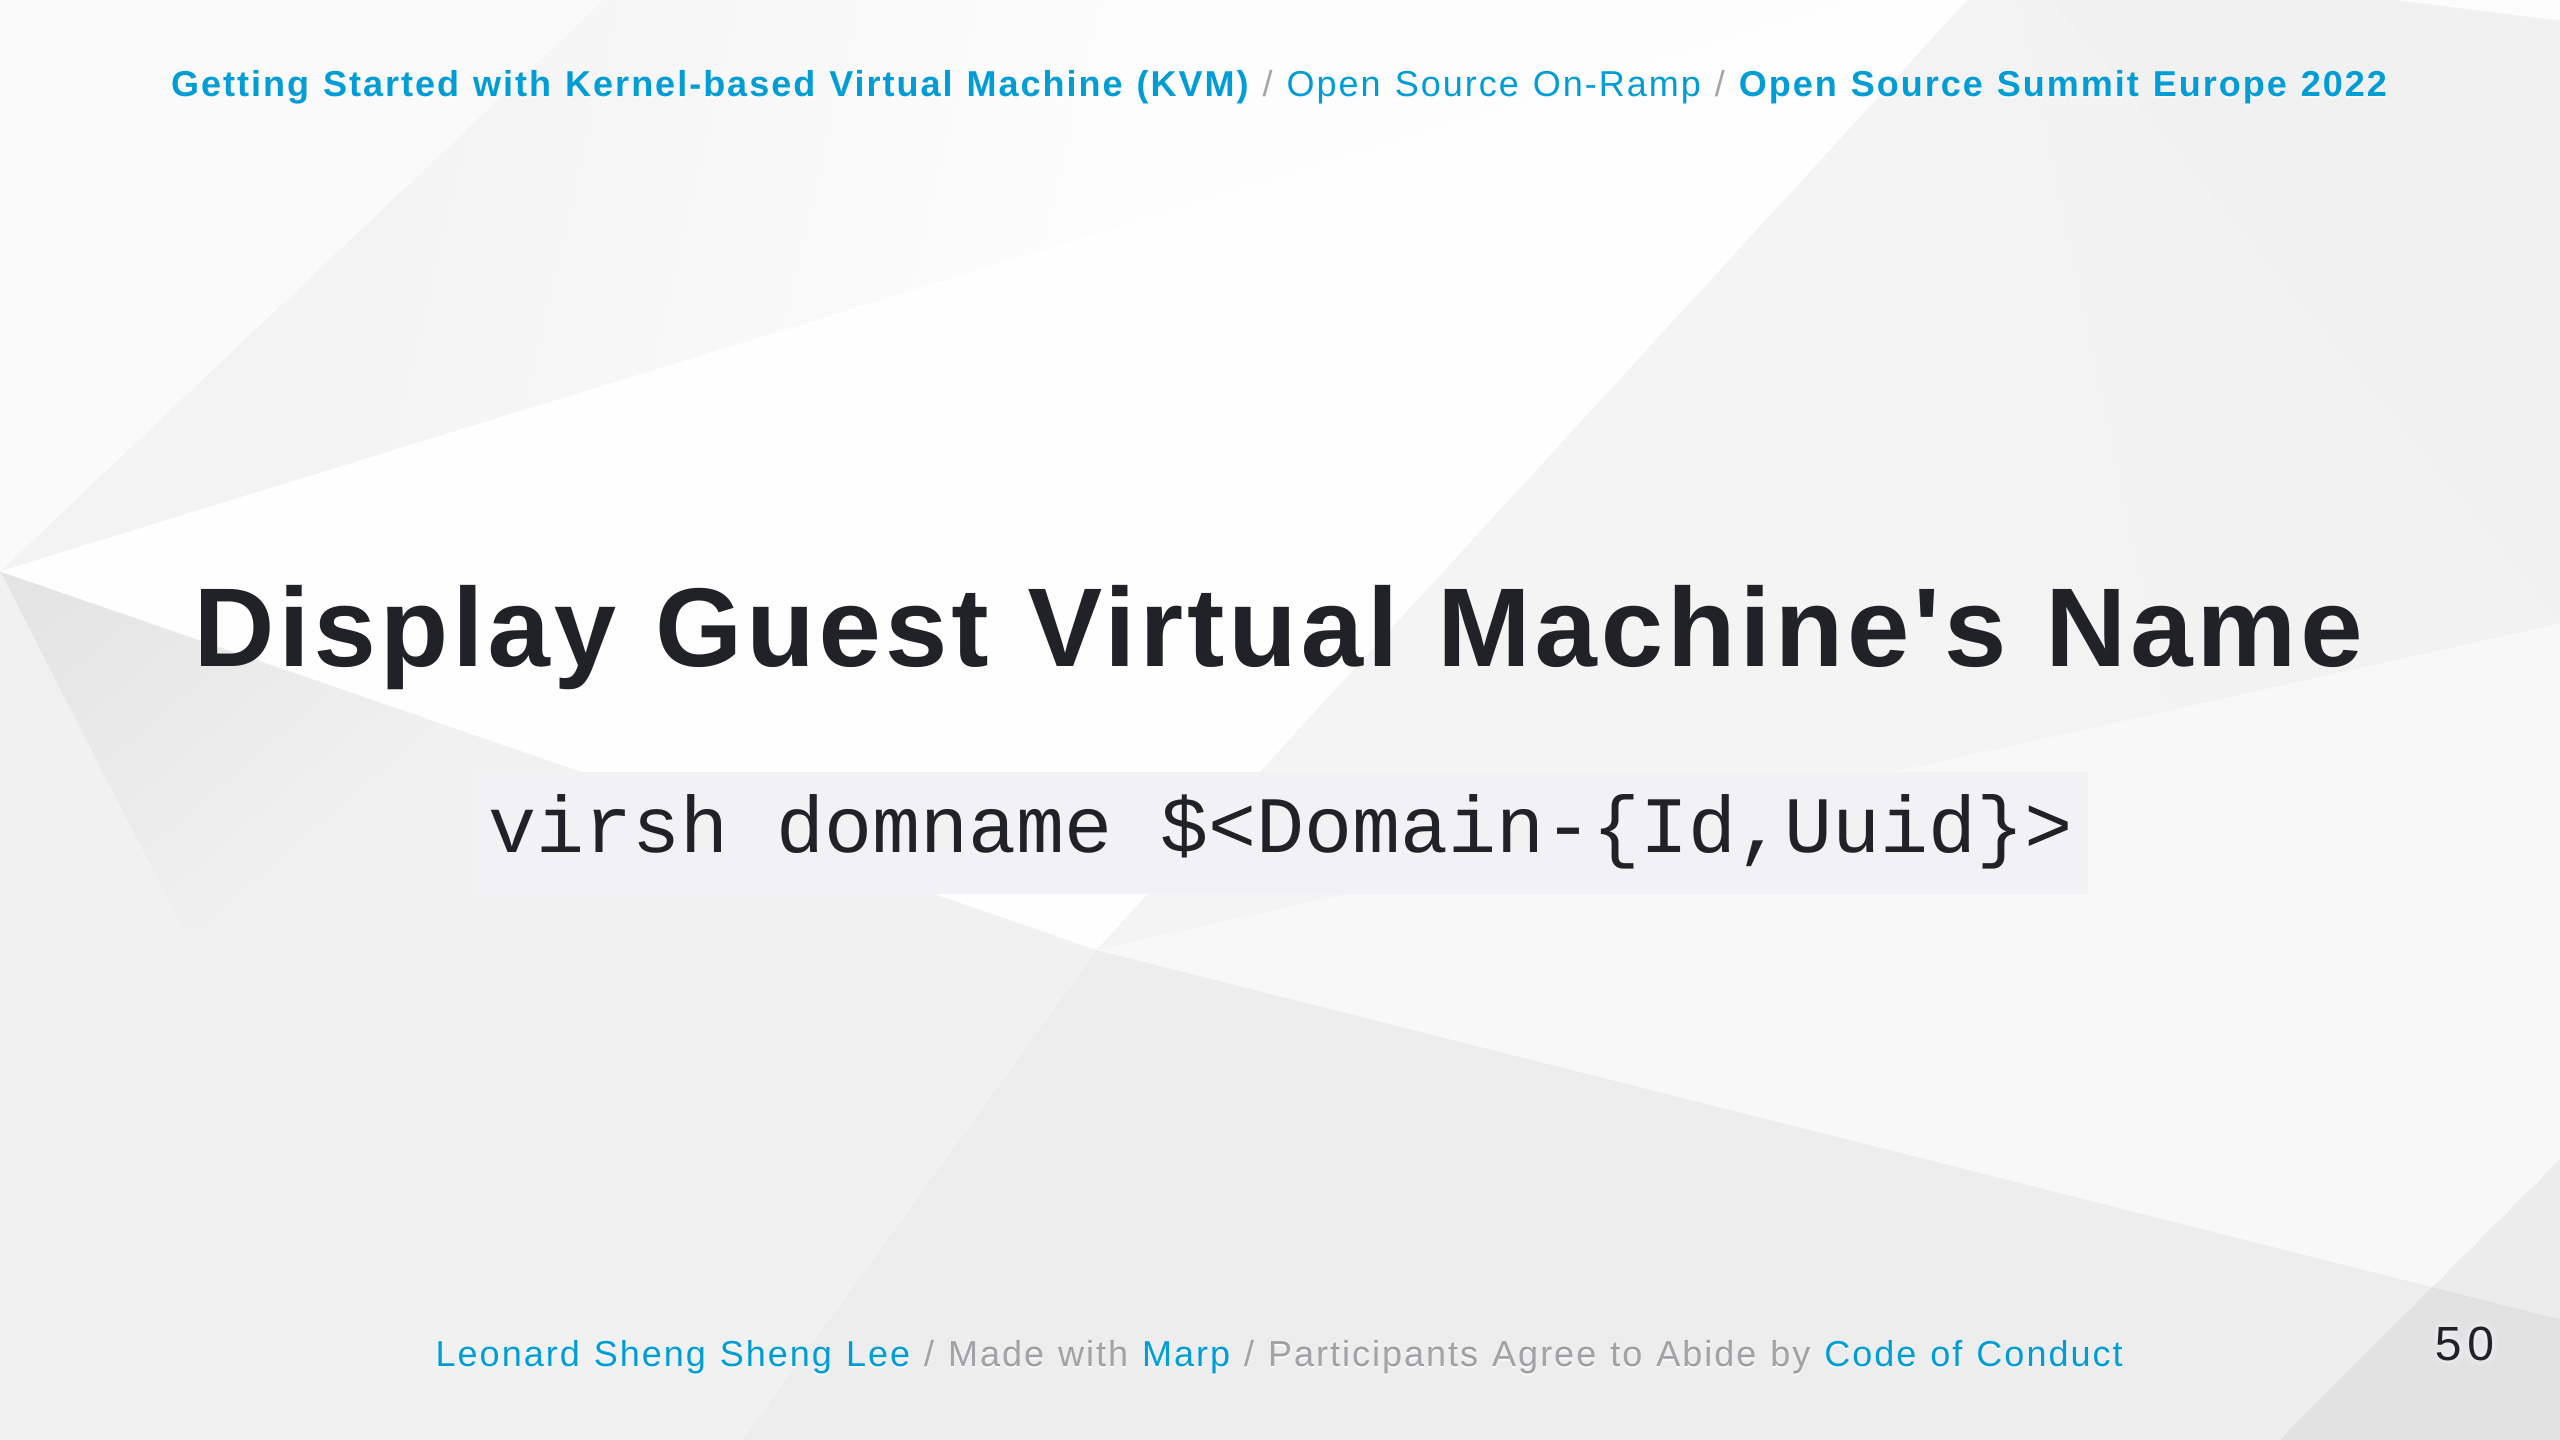 Getting Started with Kernel-based Virtual Machine (KVM) / Open Source On-Ramp / Open Source Summit Europe 2022
Display Guest Virtual Machine's Name
virsh domname $<Domain-{Id,Uuid}>
Leonard Sheng Sheng Lee / Made with Marp / Participants Agree to Abide by Code of Conduct
50